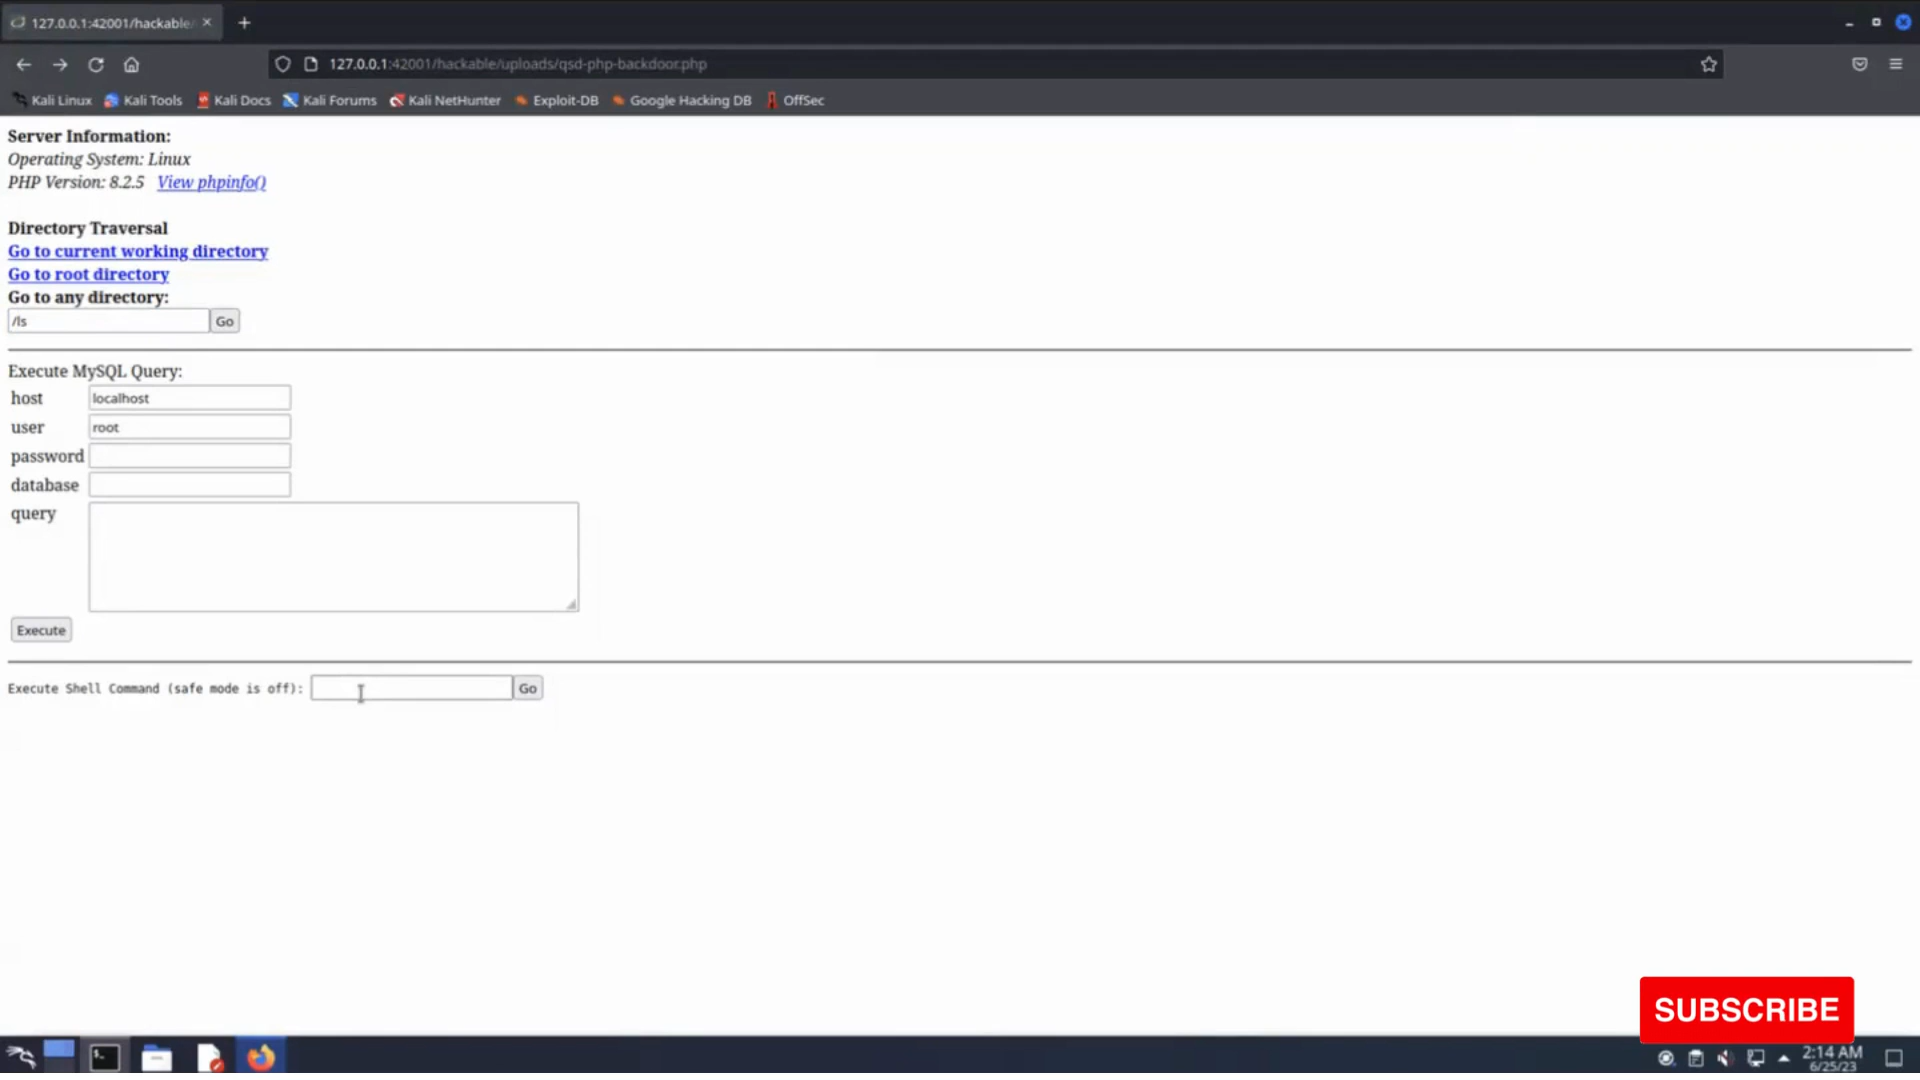 127.0.0.1:42001/hackable/
127.0.0.1:42001/hackable/uploads/qsd-php-backdoor.php
Kali Linux Kali Tools Kali Docs Kali Forums Kali NetHunter Exploit-DB Google Hacking DB OffSec
Server Information:
Operating System: Linux
PHP Version: 8.2.5 View phpinfo()
Directory Traversal
Go to current working directory
Go to root directory
Go to any directory:
/ls Go
Execute MySQL Query:
host localhost
user root
password
database
query
Execute
Execute Shell Command (safe mode is off): Go
SUBSCRIBE
2:14 AM
6/25/23